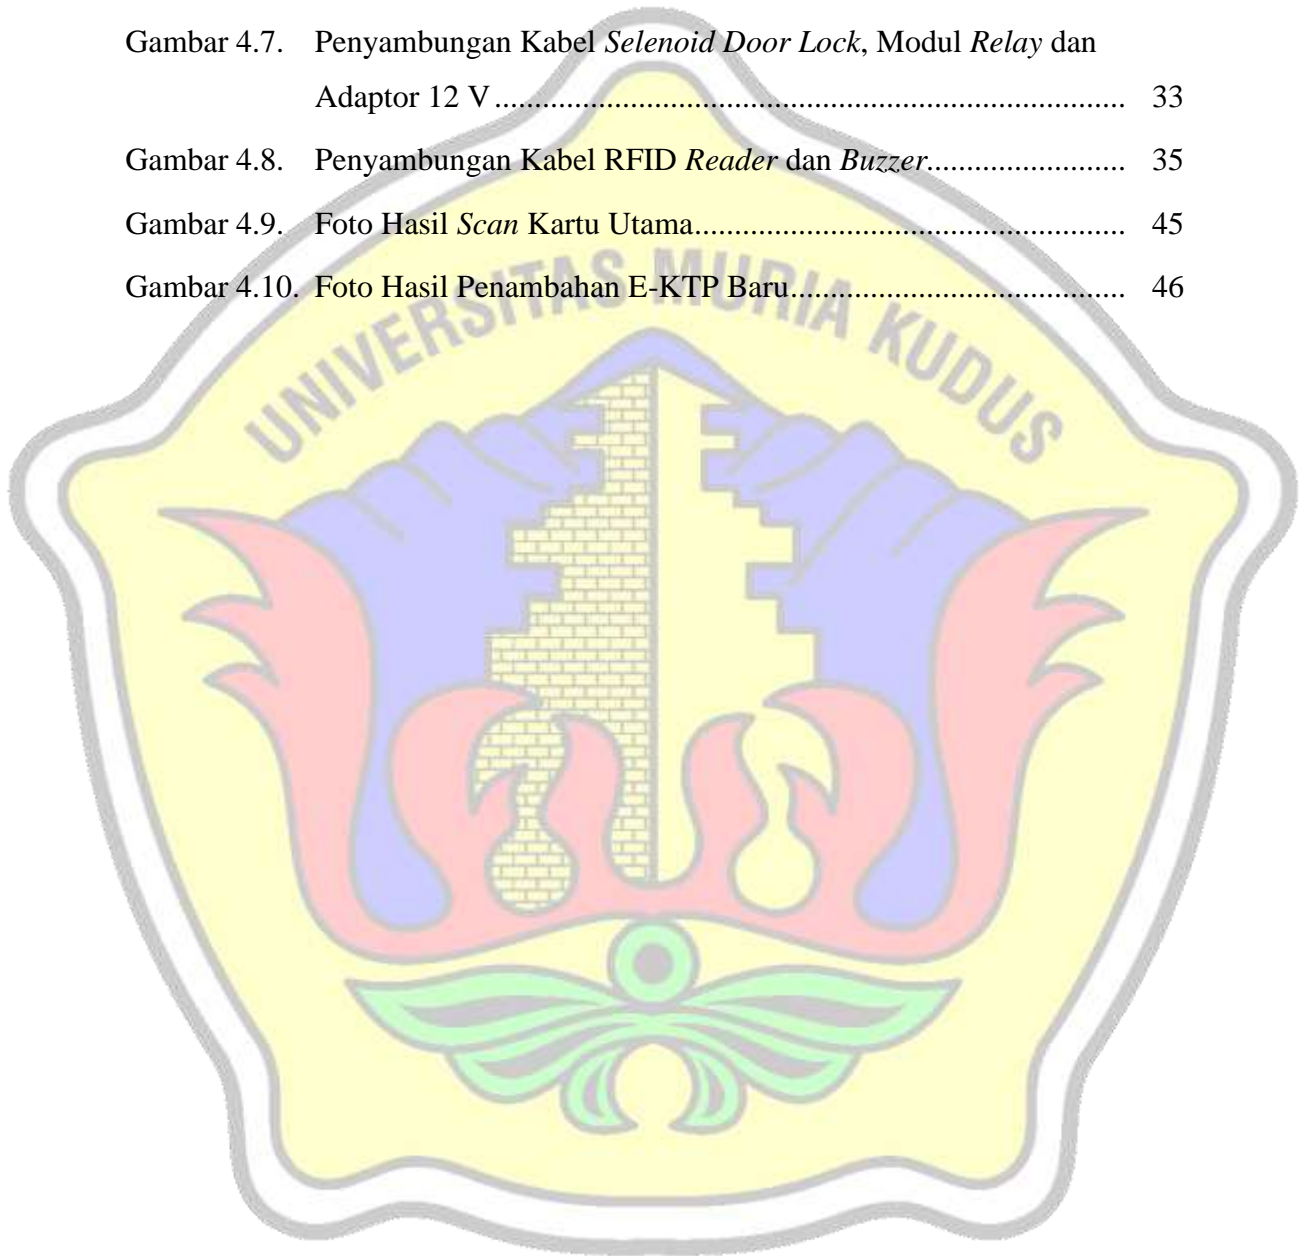 Gambar 4.7. Penyambungan Kabel Selenoid Door Lock, Modul Relay dan
Adaptor 12 V.............................................................................. 33
Gambar 4.8. Penyambungan Kabel RFID Reader dan Buzzer........................ 35
Gambar 4.9. Foto Hasil Scan Kartu Utama..................................................... 45
Gambar 4.10. Foto Hasil Penambahan E-KTP Baru......................................... 46
UNIVERSITAS MURIA KUDUS